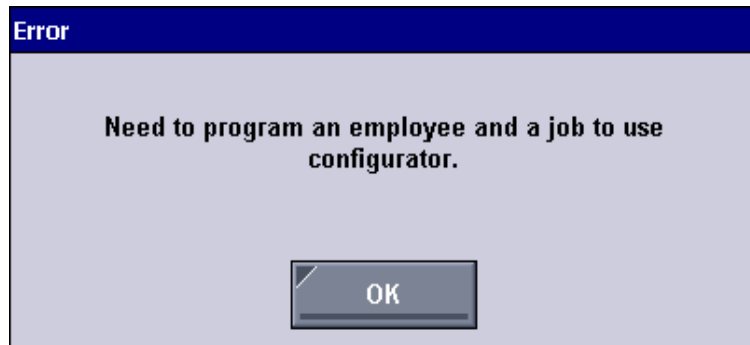 Error
Need to program an employee and a job to use
configurator.
OK